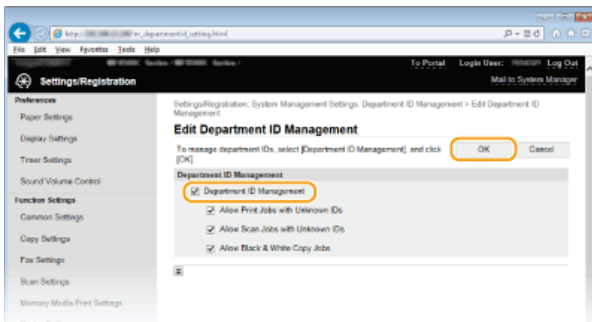 http://
m_departmentid_setting.html
File Edit View Favorites Tools Help
To Portal Login User: Log Out
Settings/Registration
Mail to System Manager
Preferences
Paper Settings
Display Settings
Timer Settings
Sound Volume Control
Function Settings
Common Settings
Copy Settings
Fax Settings
Scan Settings
Memory Media Print Settings
Settings/Registration: System Management Settings: Department ID Management > Edit Department ID
Management
Edit Department ID Management
To manage department IDs, select [Department ID Management], and click
[OK].
OK Cancel
Department ID Management
Department ID Management
Allow Print Jobs with Unknown IDs
Allow Scan Jobs with Unknown IDs
Allow Black & White Copy Jobs